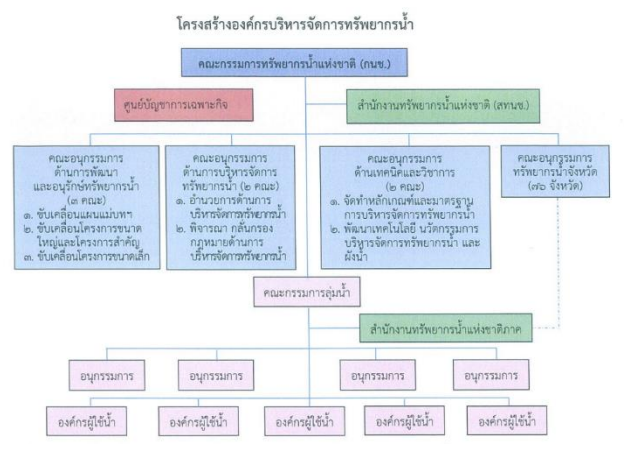 โครงสร้างองค์กรบริหารจัดการทรัพยากรน้ำ
คณะกรรมการทรัพยากรน้ำแห่งชาติ (กนช.)
ศูนย์บัญชาการเฉพาะกิจ
สำนักงานทรัพยากรน้ำแห่งชาติ (สทนช.)
คณะอนุกรรมการ
ด้านการพัฒนา
และอนุรักษ์ทรัพยากรน้ำ
(๓ คณะ)
๑. ขับเคลื่อนแผนแม่บทฯ
๒. ขับเคลื่อนโครงการขนาด
ใหญ่และโครงการสำคัญ
๓. ขับเคลื่อนโครงการขนาดเล็ก
คณะอนุกรรมการ
ด้านการบริหารจัดการ
ทรัพยากรน้ำ (๒ คณะ)
๑. อำนวยการด้านการ
บริหารจัดการทรัพยากรน้ำ
๒. พิจารณา กลั่นกรอง
กฎหมายด้านการ
บริหารจัดการทรัพยากรน้ำ
คณะอนุกรรมการ
ด้านเทคนิคและวิชาการ
(๒ คณะ)
๑. จัดทำหลักเกณฑ์และมาตรฐาน
การบริหารจัดการทรัพยากรน้ำ
๒. พัฒนาเทคโนโลยี นวัตกรรมการ
บริหารจัดการทรัพยากรน้ำ และ
ผังน้ำ
คณะอนุกรรมการ
ทรัพยากรน้ำจังหวัด
(๗๖ จังหวัด)
คณะกรรมการลุ่มน้ำ
สำนักงานทรัพยากรน้ำแห่งชาติภาค
อนุกรรมการ
อนุกรรมการ
อนุกรรมการ
อนุกรรมการ
องค์กรผู้ใช้น้ำ
องค์กรผู้ใช้น้ำ
องค์กรผู้ใช้น้ำ
องค์กรผู้ใช้น้ำ
องค์กรผู้ใช้น้ำ